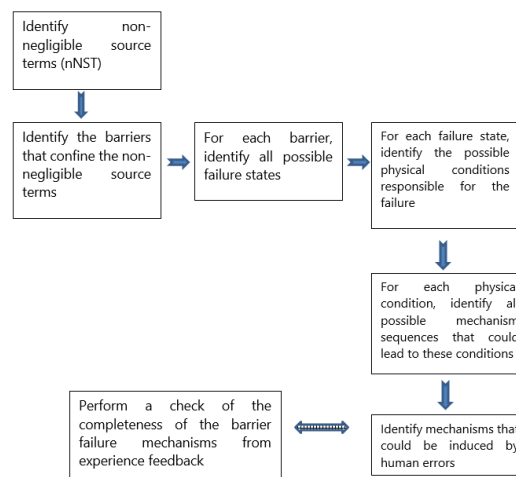 Identify non-
negligible source
terms (nNST)
Identify the barriers
that confine the non-
negligible source
terms
For each barrier,
identify all possible
failure states
For each failure state,
identify the possible
physical conditions
responsible for the
failure
For each physical
condition, identify all
possible mechanism
sequences that could
lead to these conditions
Identify mechanisms that
could be induced by
human errors
Perform a check of the
completeness of the barrier
failure mechanisms from
experience feedback